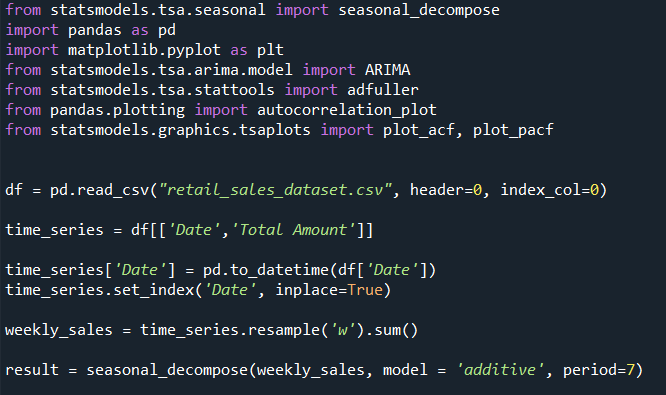 from statsmodels.tsa.seasonal import seasonal_decompose
import pandas as pd
import matplotlib.pyplot as plt
from statsmodels.tsa.arima.model import ARIMA
from statsmodels.tsa.stattools import adfuller
from pandas.plotting import autocorrelation_plot
from statsmodels.graphics.tsaplots import plot_acf, plot_pacf
df = pd.read_csv("retail_sales_dataset.csv", header=0, index_col=0)
time_series = df[['Date','Total Amount']]
time_series['Date'] = pd.to_datetime(df['Date'])
time_series.set_index('Date', inplace=True)
weekly_sales = time_series.resample('w').sum()
result = seasonal_decompose(weekly_sales, model = 'additive', period=7)